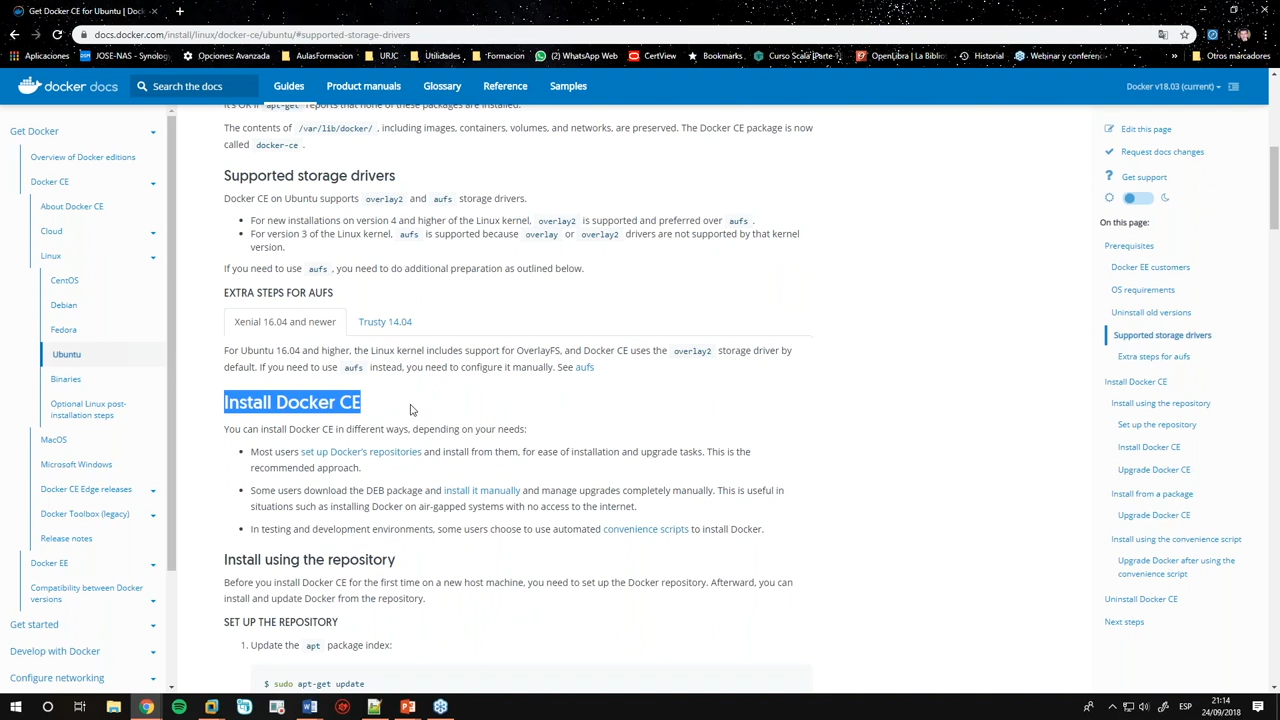 Get Docker CE for Ubuntu | Dock
docs.docker.com/install/linux/docker-ce/ubuntu/#supported-storage-drivers
Aplicaciones
JOSE-NAS - Synology
Opciones: Avanzada
AulasFormacion
URJC
Utilidades
*Formacion
(2) WhatsApp Web
CertView
Bookmarks
Curso Scala(Parte-1)
OpenLibra | La Biblio
Historial
Webinar y conferenci
Otros marcadores
docker docs
Search the docs
Guides
Product manuals
Glossary
Reference
Samples
Docker v18.03 (current)
Get Docker
Overview of Docker editions
Docker CE
About Docker CE
Cloud
Linux
CentOS
Debian
Fedora
Ubuntu
Binaries
Optional Linux post-
installation steps
MacOS
Microsoft Windows
Docker CE Edge releases
Docker Toolbox (legacy)
Release notes
Docker EE
Compatibility between Docker
versions
Get started
Develop with Docker
Configure networking
It's OK if apt-get reports that none of these packages are installed.
The contents of /var/lib/docker/ , including images, containers, volumes, and networks, are preserved. The Docker CE package is now
called docker-ce .
Supported storage drivers
Docker CE on Ubuntu supports overlay2 and aufs storage drivers.
• For new installations on version 4 and higher of the Linux kernel, overlay2 is supported and preferred over aufs .
• For version 3 of the Linux kernel, aufs is supported because overlay or overlay2 drivers are not supported by that kernel
version.
If you need to use aufs , you need to do additional preparation as outlined below.
EXTRA STEPS FOR AUFS
Xenial 16.04 and newer
Trusty 14.04
For Ubuntu 16.04 and higher, the Linux kernel includes support for OverlayFS, and Docker CE uses the overlay2 storage driver by
default. If you need to use aufs instead, you need to configure it manually. See aufs
Install Docker CE
You can install Docker CE in different ways, depending on your needs:
• Most users set up Docker's repositories and install from them, for ease of installation and upgrade tasks. This is the
recommended approach.
• Some users download the DEB package and install it manually and manage upgrades completely manually. This is useful in
situations such as installing Docker on air-gapped systems with no access to the internet.
• In testing and development environments, some users choose to use automated convenience scripts to install Docker.
Install using the repository
Before you install Docker CE for the first time on a new host machine, you need to set up the Docker repository. Afterward, you can
install and update Docker from the repository.
SET UP THE REPOSITORY
1. Update the apt package index:
$ sudo apt-get update
Edit this page
Request docs changes
Get support
On this page:
Prerequisites
Docker EE customers
OS requirements
Uninstall old versions
Supported storage drivers
Extra steps for aufs
Install Docker CE
Install using the repository
Set up the repository
Install Docker CE
Upgrade Docker CE
Install from a package
Upgrade Docker CE
Install using the convenience script
Upgrade Docker after using the
convenience script
Uninstall Docker CE
Next steps
ESP
21:14
24/09/2018